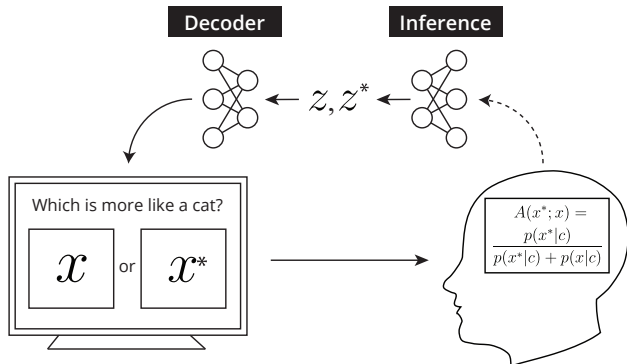 Decoder
Inference
z, z*
Which is more like a cat?
x or x*
A(x*; x) =
p(x*|c)
p(x*|c) + p(x|c)